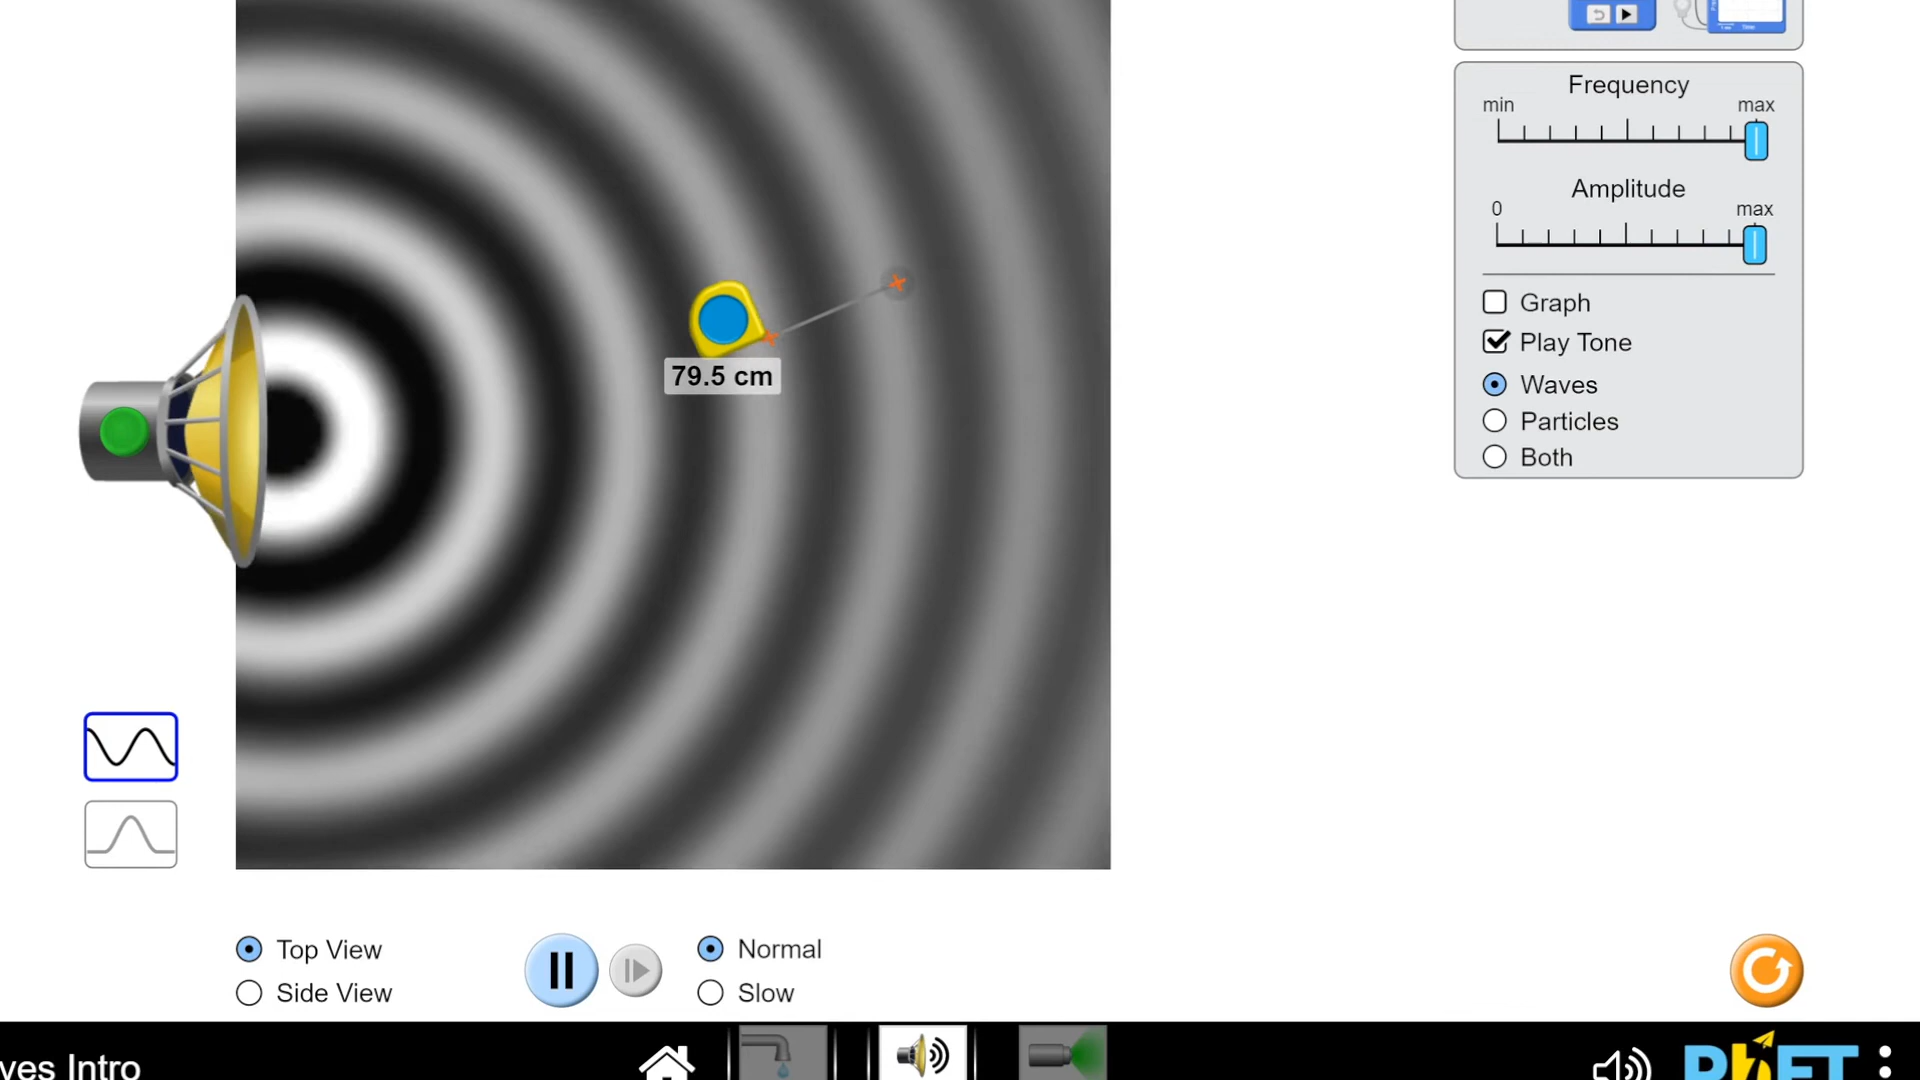 Frequency
min max
Amplitude
0 max
Graph
Play Tone
79.5 cm
Waves
Particles
Both
Top View
Normal
Side View
Slow
ves Intro
PhET